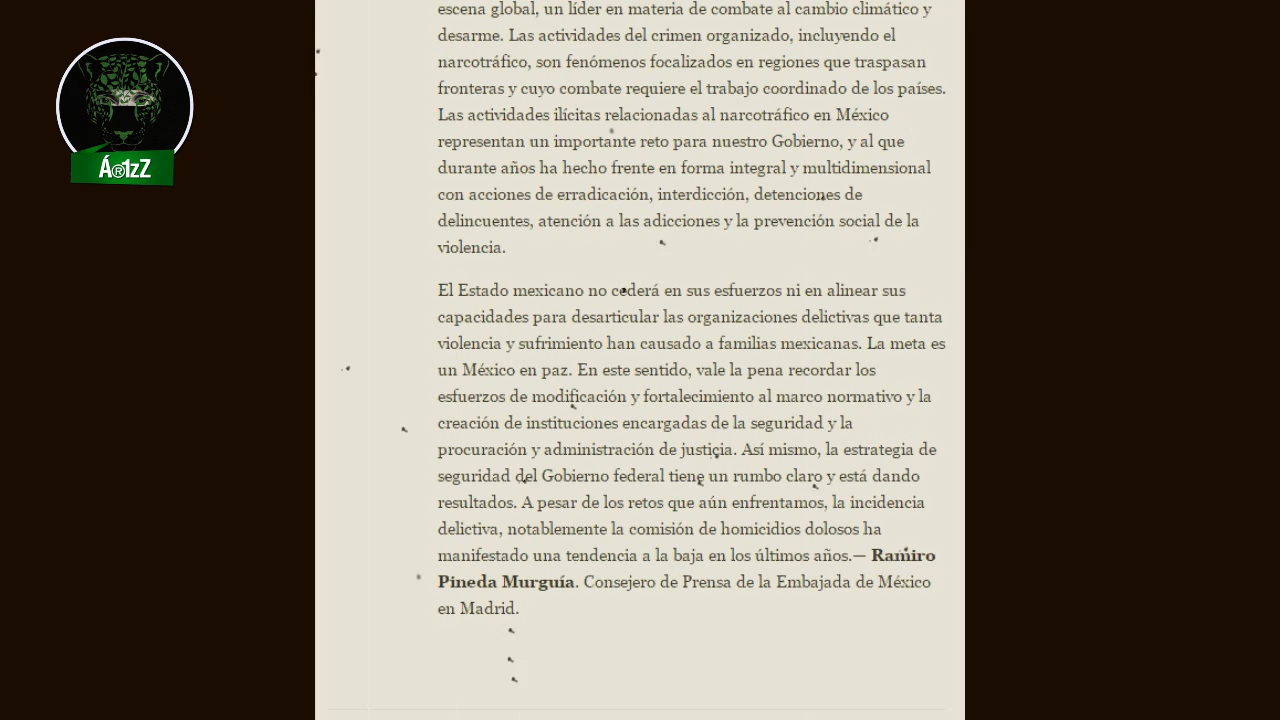 escena global, un líder en materia de combate al cambio climático y
desarme. Las actividades del crimen organizado, incluyendo el
narcotráfico, son fenómenos focalizados en regiones que traspasan
fronteras y cuyo combate requiere el trabajo coordinado de los países.
Las actividades ilícitas relacionadas al narcotráfico en México
representan un importante reto para nuestro Gobierno, y al que
durante años ha hecho frente en forma integral y multidimensional
con acciones de erradicación, interdicción, detenciones de
delincuentes, atención a las adicciones y la prevención social de la
violencia.
El Estado mexicano no cederá en sus esfuerzos ni en alinear sus
capacidades para desarticular las organizaciones delictivas que tanta
violencia y sufrimiento han causado a familias mexicanas. La meta es
un México en paz. En este sentido, vale la pena recordar los
esfuerzos de modificación y fortalecimiento al marco normativo y la
creación de instituciones encargadas de la seguridad y la
procuración y administración de justicia. Así mismo, la estrategia de
seguridad del Gobierno federal tiene un rumbo claro y está dando
resultados. A pesar de los retos que aún enfrentamos, la incidencia
delictiva, notablemente la comisión de homicidios dolosos ha
manifestado una tendencia a la baja en los últimos años.— Ramiro
Pineda Murguía. Consejero de Prensa de la Embajada de México
en Madrid.
Á®1zZ